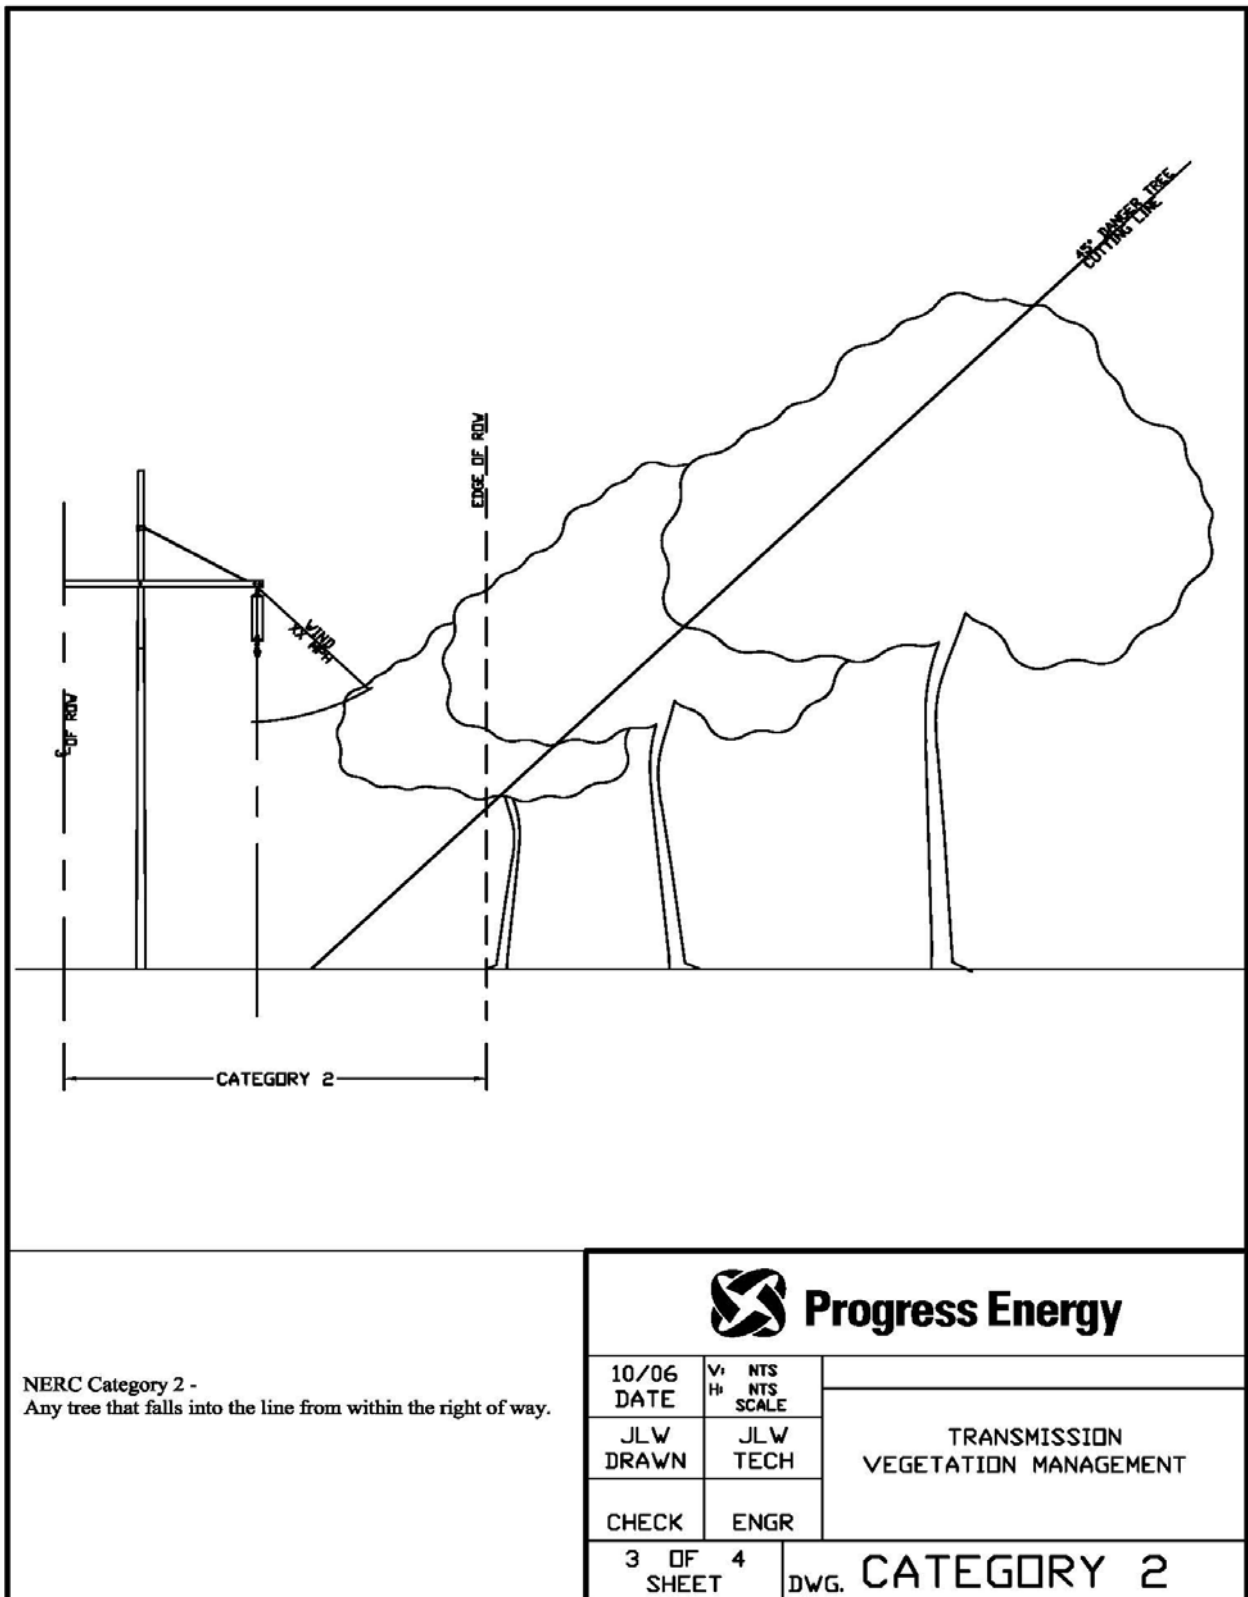 45° DANGER TREE
CUTTING LINE
EDGE OF ROW
WIND
XX MPH
℄ OF ROW
CATEGORY 2
NERC Category 2 -
Any tree that falls into the line from within the right of way.
Progress Energy
10/06
DATE
V: NTS
H: NTS
SCALE
JLW
DRAWN
JLW
TECH
TRANSMISSION
VEGETATION MANAGEMENT
CHECK
ENGR
3 OF 4
SHEET
DWG. CATEGORY 2